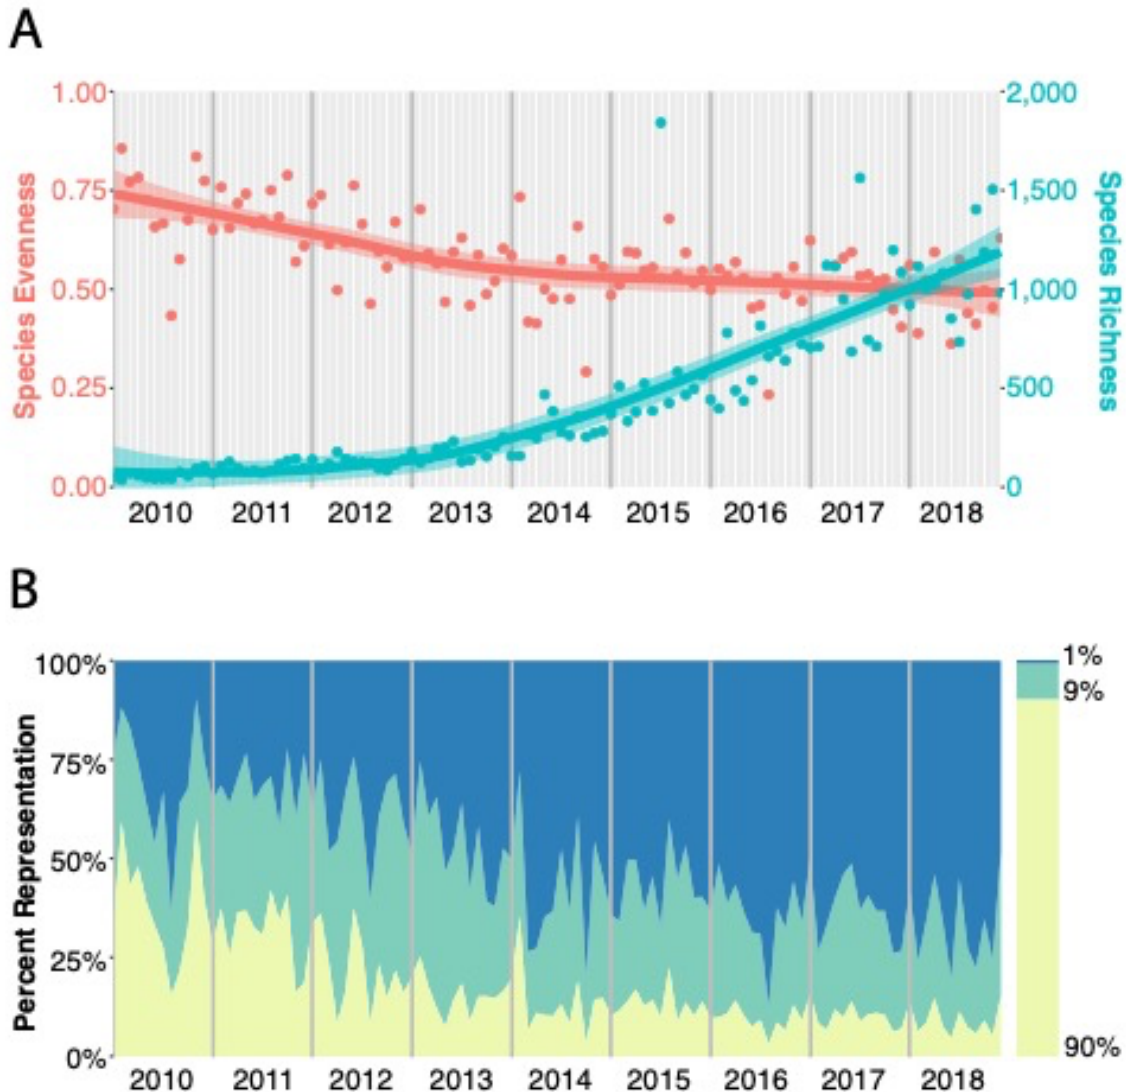 A
Species Evenness
1.00
0.75
0.50
0.25
0.00
2,000
1,500
1,000
500
0
Species Richness
2010 2011 2012 2013 2014 2015 2016 2017 2018
B
Percent Representation
100%
75%
50%
25%
0%
1%
9%
90%
2010 2011 2012 2013 2014 2015 2016 2017 2018